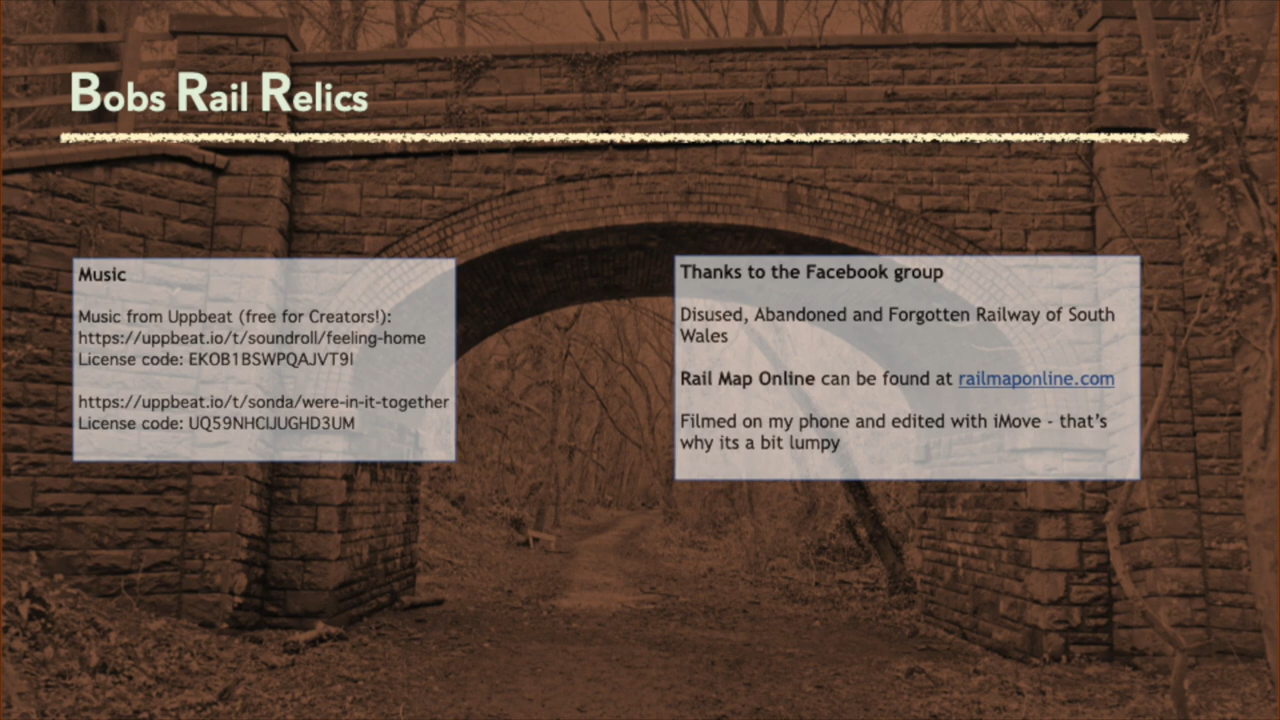 Bobs Rail Relics
Music
Music from Uppbeat (free for Creators!):
https://uppbeat.io/t/soundroll/feeling-home
License code: EKOB1BSWPQAJVT9I
https://uppbeat.io/t/sonda/were-in-it-together
License code: UQ59NHCIJUGHD3UM
Thanks to the Facebook group
Disused, Abandoned and Forgotten Railway of South
Wales
Rail Map Online can be found at railmaponline.com
Filmed on my phone and edited with iMove - that's
why its a bit lumpy